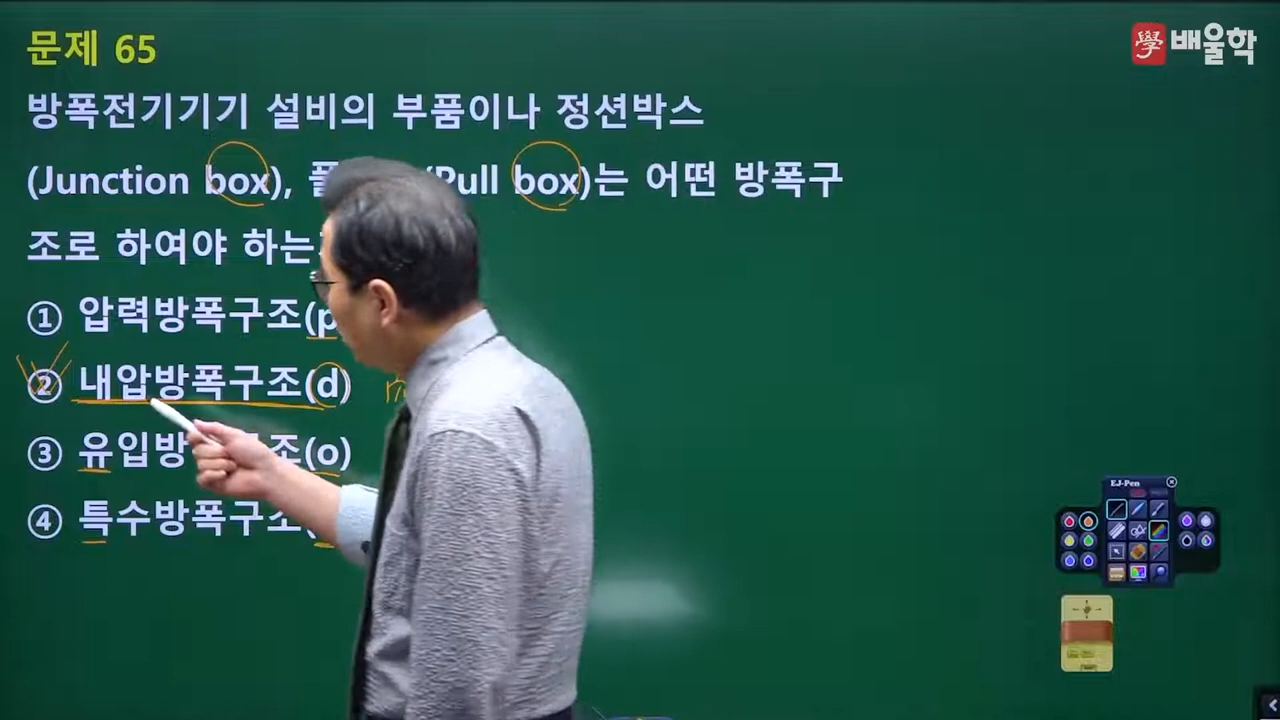 문제 65
學 배울학
방폭전기기기 설비의 부품이나 정션박스
(Junction box), 풀 (Pull box)는 어떤 방폭구
조로 하여야 하는
① 압력방폭구조(p
② 내압방폭구조(d)
③ 유입방 구조(o)
④ 특수방폭구조(
EJ-Pen